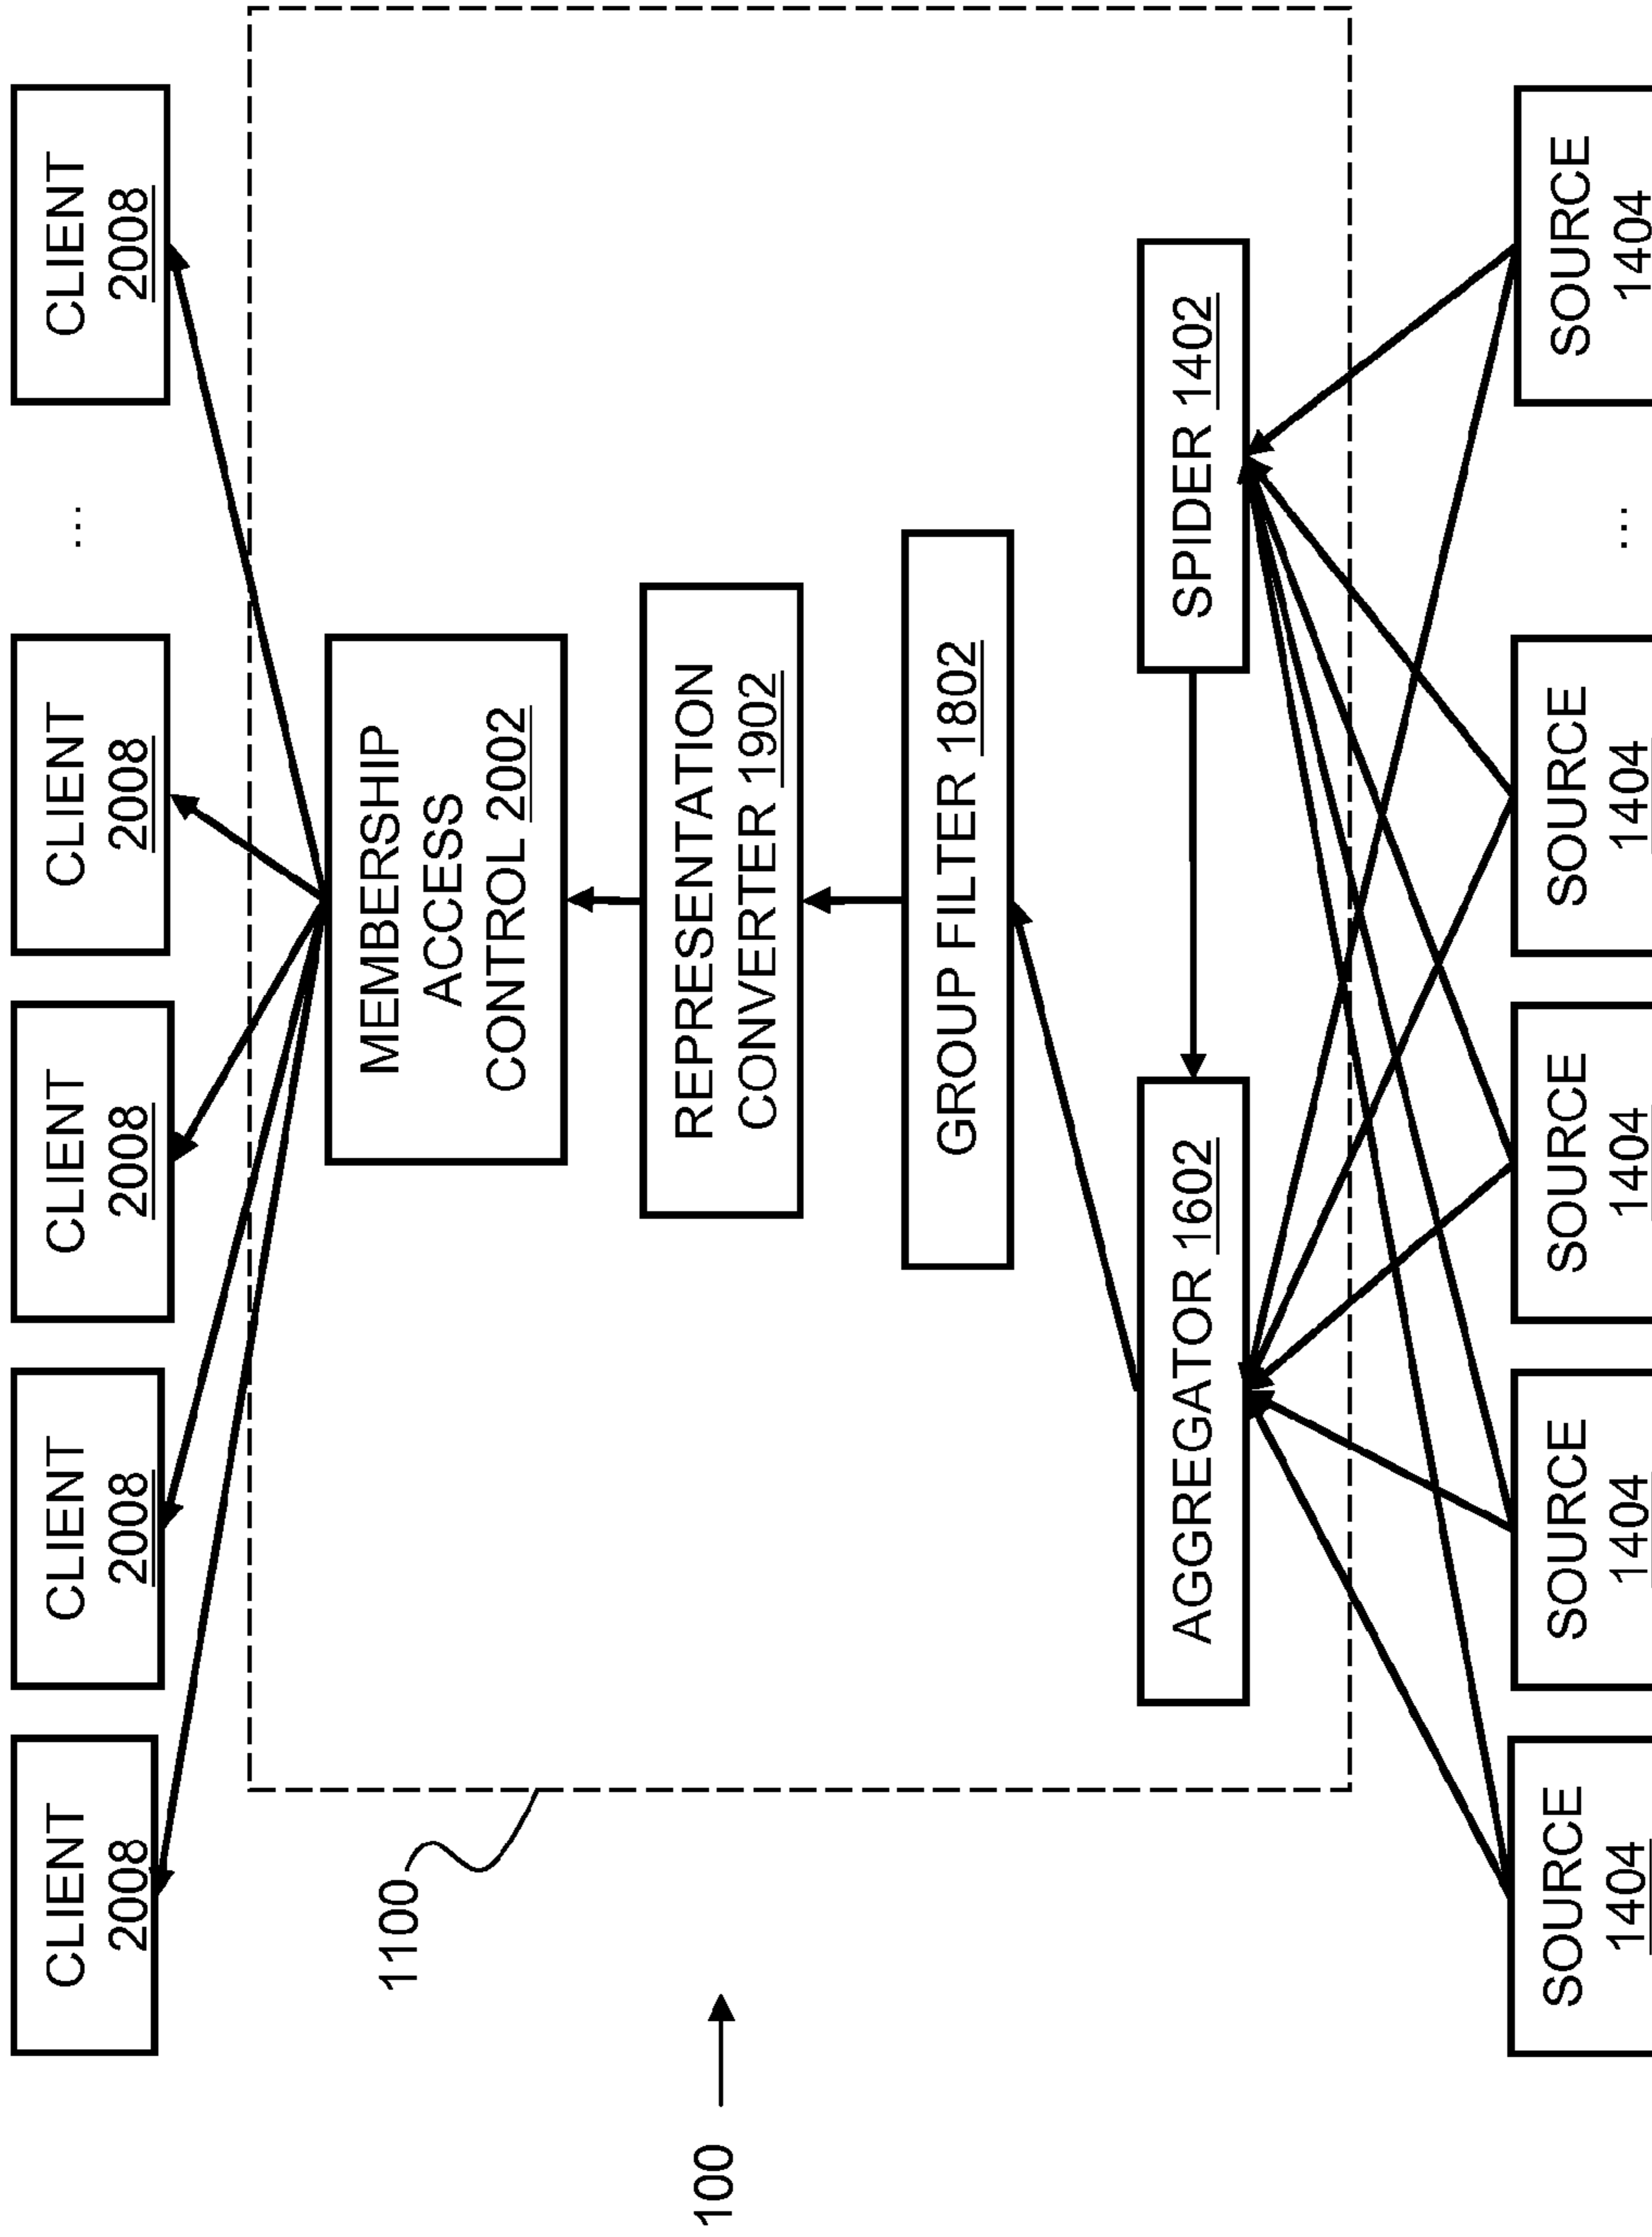 CLIENT
2008
CLIENT
2008
CLIENT
2008
CLIENT
2008
...
CLIENT
2008
1100
MEMBERSHIP
ACCESS
CONTROL 2002
100
REPRESENTATION
CONVERTER 1902
GROUP FILTER 1802
AGGREGATOR 1602
SPIDER 1402
SOURCE
1404
SOURCE
1404
SOURCE
1404
SOURCE
1404
...
SOURCE
1404